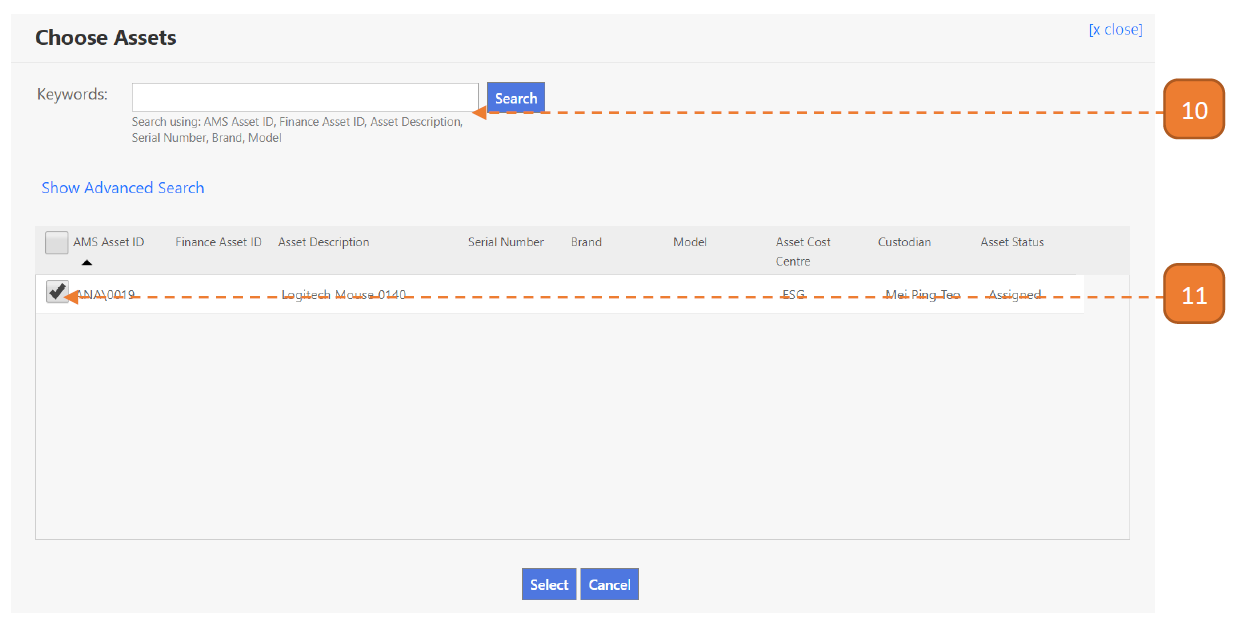 Choose Assets
[x close]
Keywords:
Search
10
Search using: AMS Asset ID, Finance Asset ID, Asset Description,
Serial Number, Brand, Model
Show Advanced Search
AMS Asset ID Finance Asset ID Asset Description Serial Number Brand Model Asset Cost Custodian Asset Status
Centre
ANA\0019 Logitech Mouse 0140 ESG Mei Ping Teo Assigned
11
Select Cancel